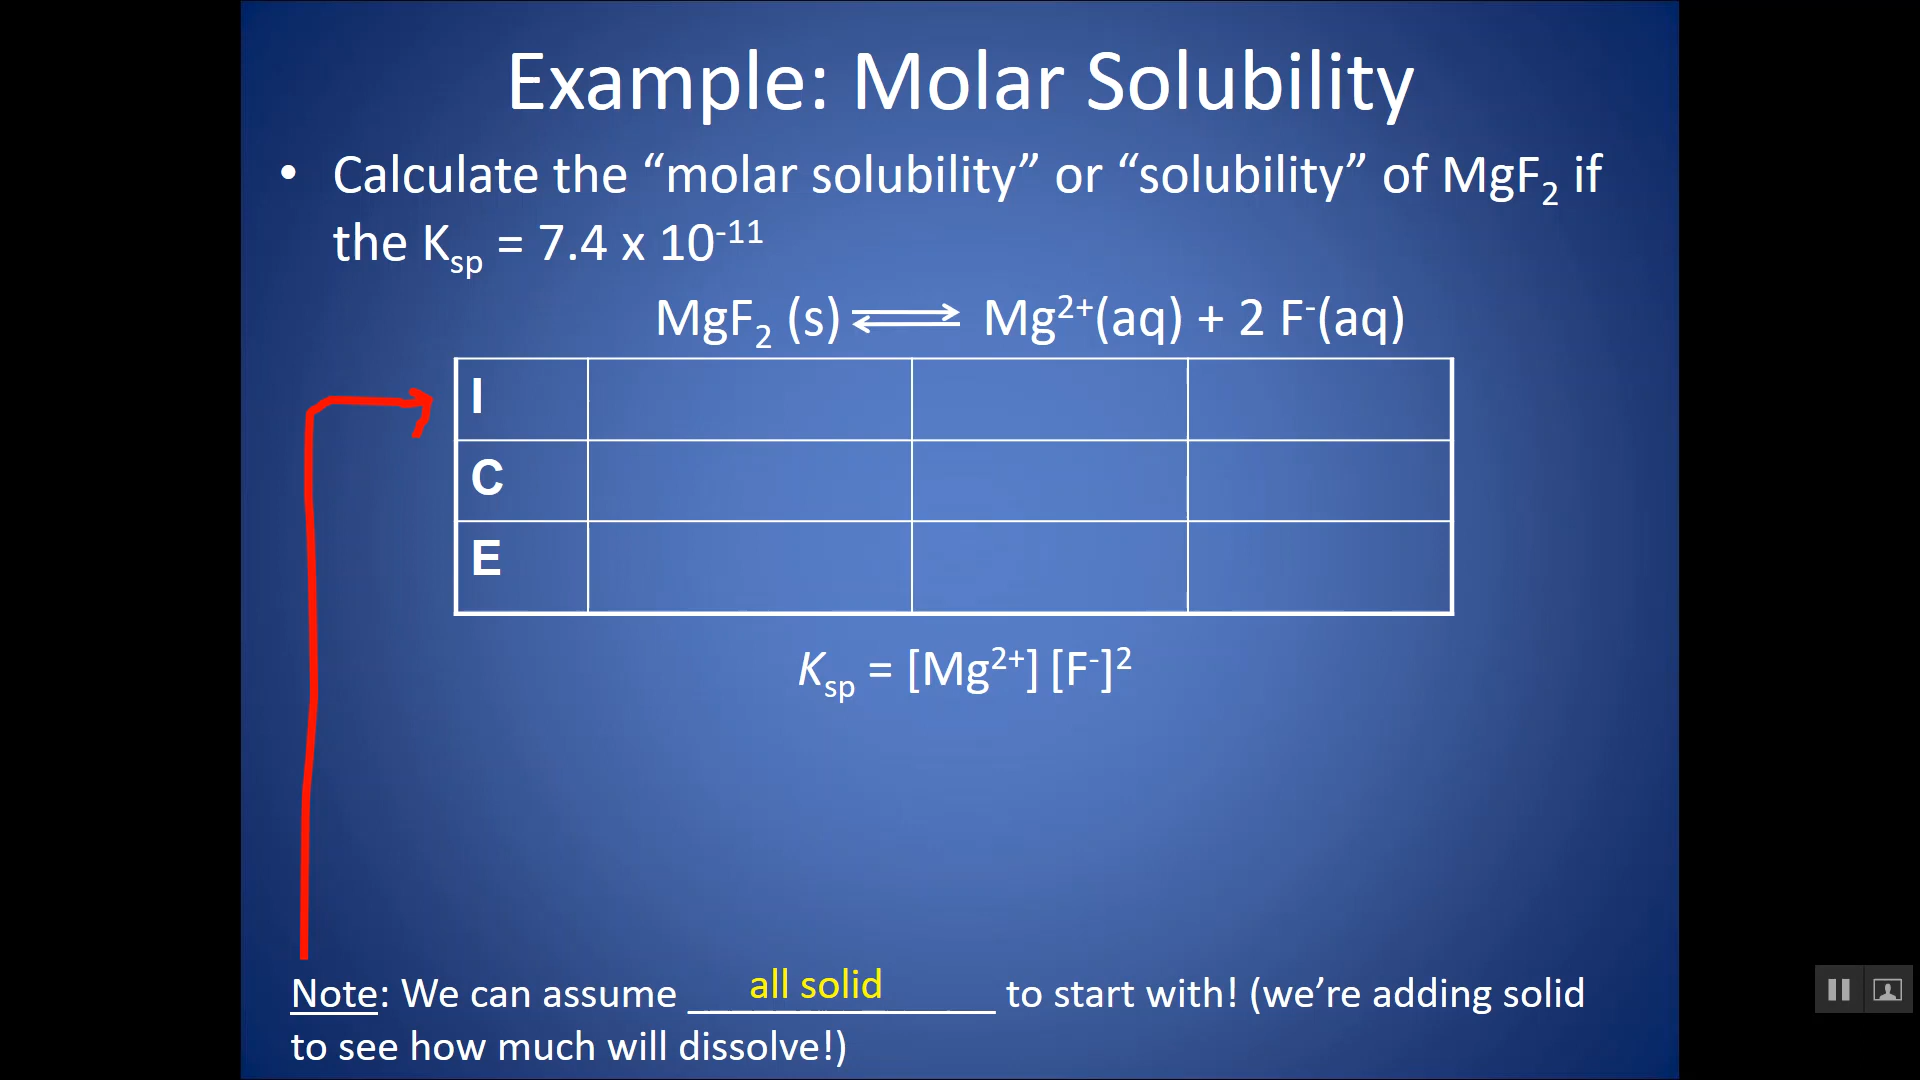 Example: Molar Solubility
• Calculate the “molar solubility” or “solubility” of MgF₂ if
the Kₛₚ = 7.4 x 10⁻¹¹
MgF₂ (s) ⇌ Mg²⁺(aq) + 2 F⁻(aq)
I
C
E
Kₛₚ = [Mg²⁺] [F⁻]²
Note: We can assume all solid to start with! (we’re adding solid
to see how much will dissolve!)